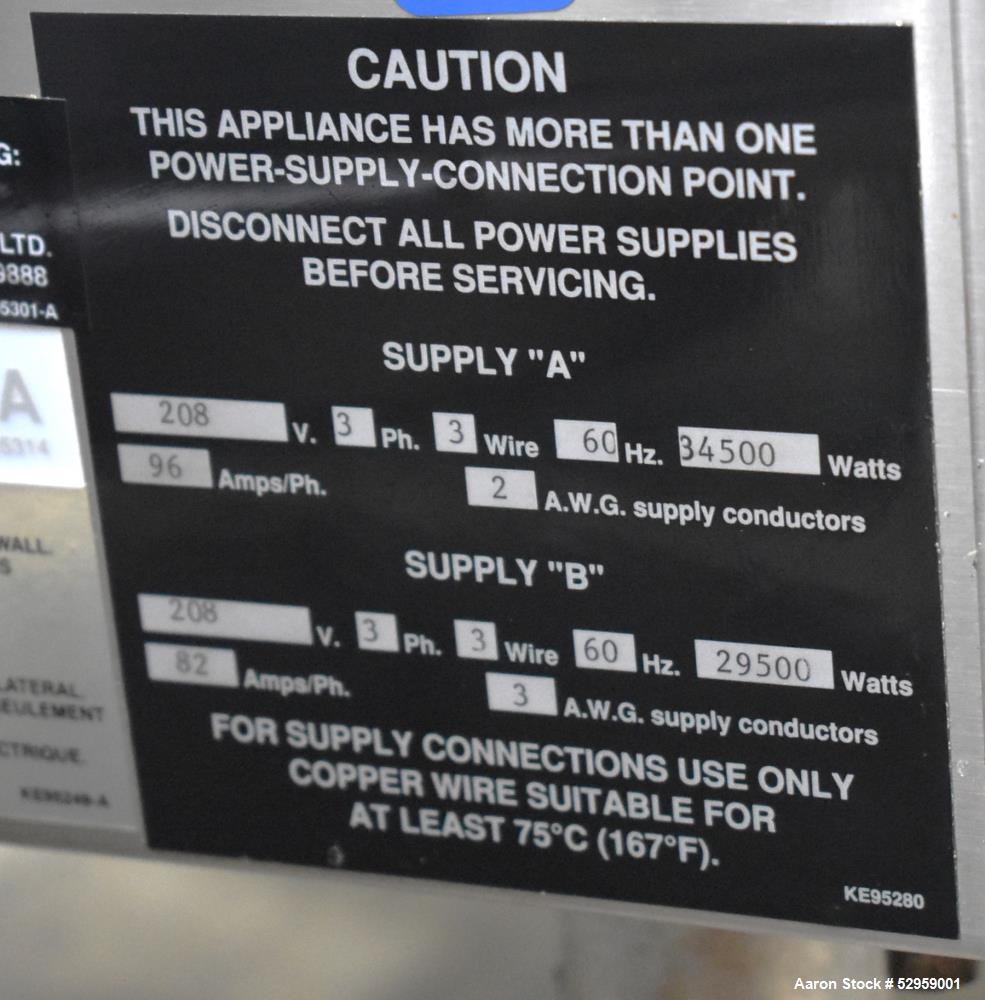 CAUTION
THIS APPLIANCE HAS MORE THAN ONE
POWER-SUPPLY-CONNECTION POINT.
DISCONNECT ALL POWER SUPPLIES
BEFORE SERVICING.
SUPPLY "A"
208 V. 3 Ph. 3 Wire 60 Hz. 34500 Watts
96 Amps/Ph. 2 A.W.G. supply conductors
SUPPLY "B"
208 V. 3 Ph. 3 Wire 60 Hz. 29500 Watts
82 Amps/Ph. 3 A.W.G. supply conductors
FOR SUPPLY CONNECTIONS USE ONLY
COPPER WIRE SUITABLE FOR
AT LEAST 75°C (167°F).
KE95280
G:
LTD.
9888
5301-A
A
5314
WALL.
S
LATERAL
SEULEMENT
CTRIQUE.
KE95249-A
Aaron Stock # 52959001